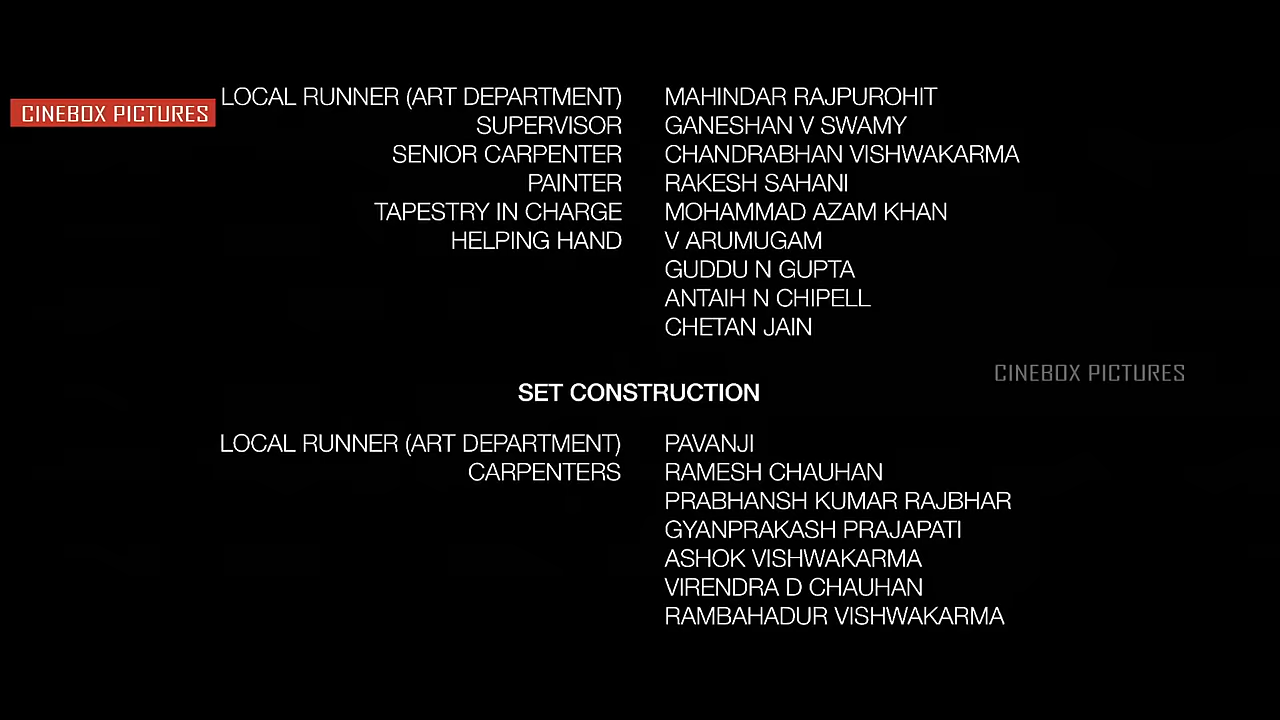 CINEBOX PICTURES
LOCAL RUNNER (ART DEPARTMENT) MAHINDAR RAJPUROHIT
SUPERVISOR GANESHAN V SWAMY
SENIOR CARPENTER CHANDRABHAN VISHWAKARMA
PAINTER RAKESH SAHANI
TAPESTRY IN CHARGE MOHAMMAD AZAM KHAN
HELPING HAND V ARUMUGAM
GUDDU N GUPTA
ANTAIH N CHIPELL
CHETAN JAIN
CINEBOX PICTURES
SET CONSTRUCTION
LOCAL RUNNER (ART DEPARTMENT) PAVANJI
CARPENTERS RAMESH CHAUHAN
PRABHANSH KUMAR RAJBHAR
GYANPRAKASH PRAJAPATI
ASHOK VISHWAKARMA
VIRENDRA D CHAUHAN
RAMBAHADUR VISHWAKARMA